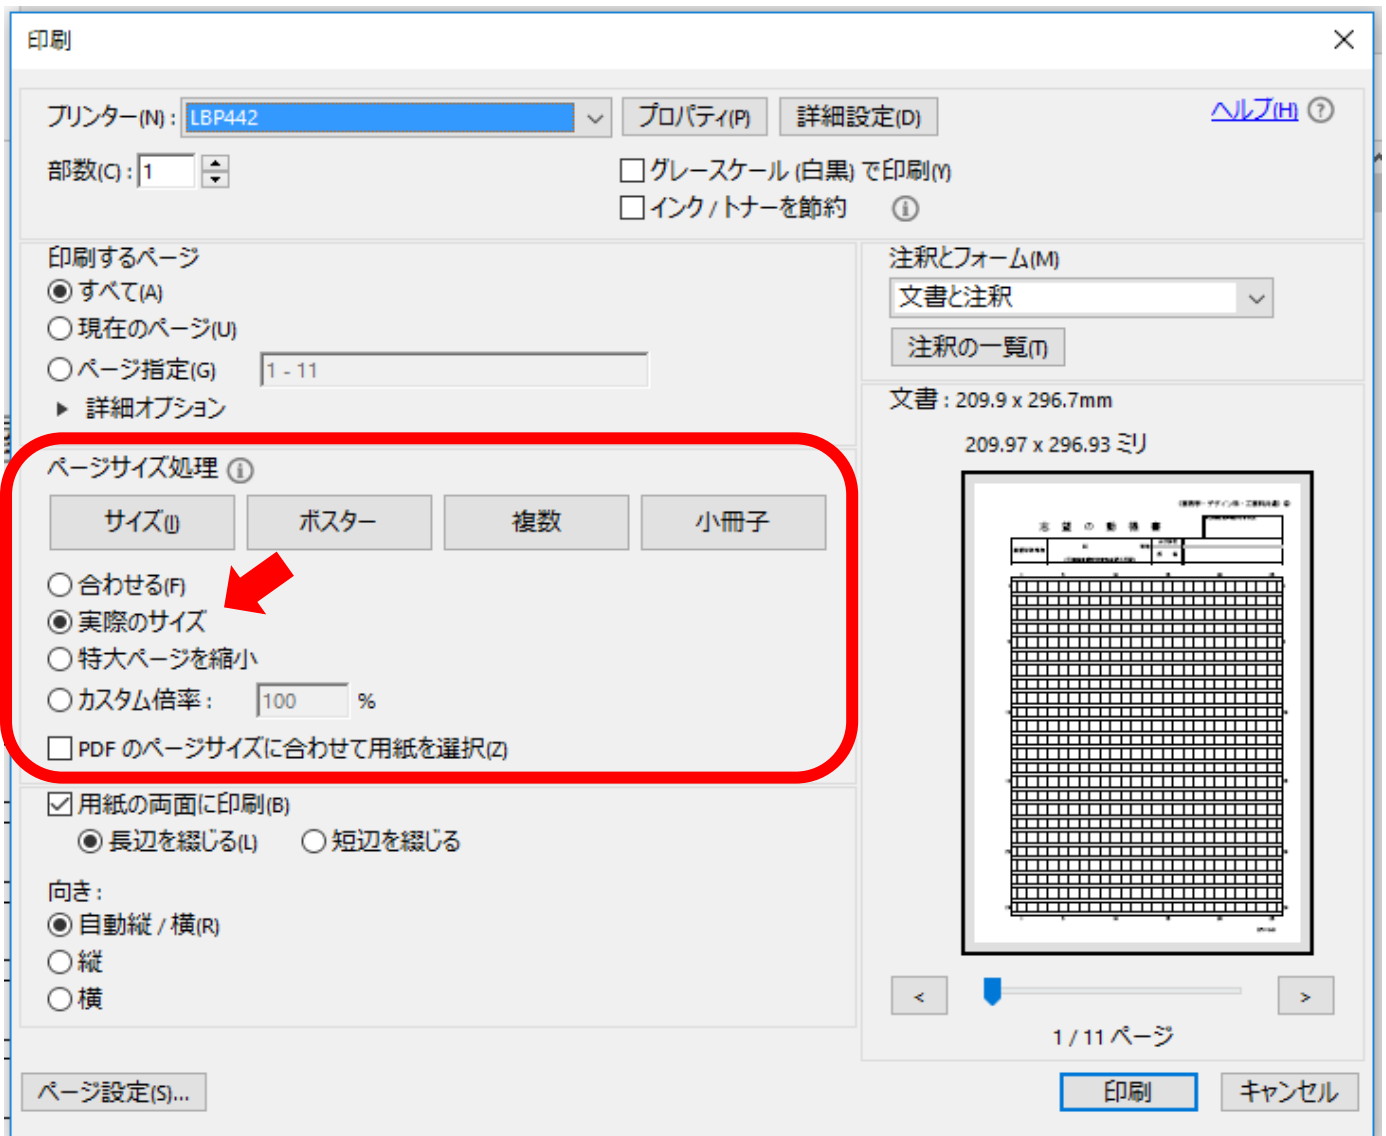 印刷
プリンター(N) : LBP442 プロパティ(P) 詳細設定(D) ヘルプ(H)
部数(C) : 1 グレースケール (白黒) で印刷(Y)
インク / トナーを節約
印刷するページ
すべて(A)
現在のページ(U)
ページ指定(G) 1 - 11
詳細オプション
注釈とフォーム(M)
文書と注釈
注釈の一覧(T)
ページサイズ処理
サイズ(I) ポスター 複数 小冊子
合わせる(F)
実際のサイズ
特大ページを縮小
カスタム倍率 : 100 %
PDF のページサイズに合わせて用紙を選択(Z)
用紙の両面に印刷(B)
長辺を綴じる(L) 短辺を綴じる
向き :
自動縦 / 横(R)
縦
横
文書 : 209.9 x 296.7mm
209.97 x 296.93 ミリ
志望の動機書
< >
1 / 11 ページ
ページ設定(S)... 印刷 キャンセル